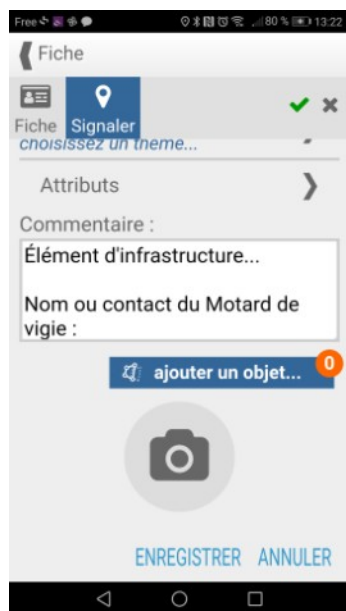 Free 80 % 13:22
Fiche
Fiche Signaler
choisissez un thème...
Attributs
Commentaire :
Élément d'infrastructure...
Nom ou contact du Motard de
vigie :
ajouter un objet... 0
ENREGISTRER ANNULER